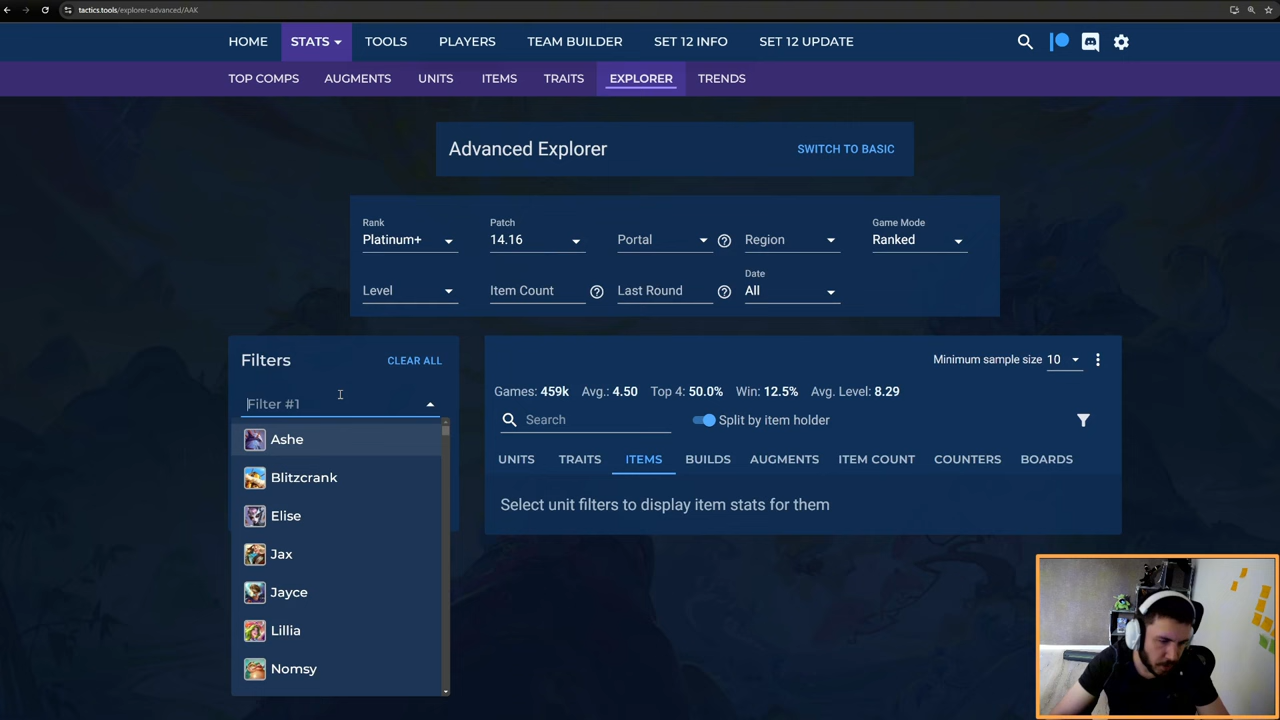 tactics.tools/explorer-advanced/AAK
HOME STATS TOOLS PLAYERS TEAM BUILDER SET 12 INFO SET 12 UPDATE
TOP COMPS AUGMENTS UNITS ITEMS TRAITS EXPLORER TRENDS
Advanced Explorer SWITCH TO BASIC
Rank Patch Game Mode
Platinum+ 14.16 Portal Region Ranked
Date
Level Item Count Last Round All
Filters CLEAR ALL
Filter #1
Ashe
Blitzcrank
Elise
Jax
Jayce
Lillia
Nomsy
Minimum sample size 10
Games: 459k Avg.: 4.50 Top 4: 50.0% Win: 12.5% Avg. Level: 8.29
Search Split by item holder
UNITS TRAITS ITEMS BUILDS AUGMENTS ITEM COUNT COUNTERS BOARDS
Select unit filters to display item stats for them